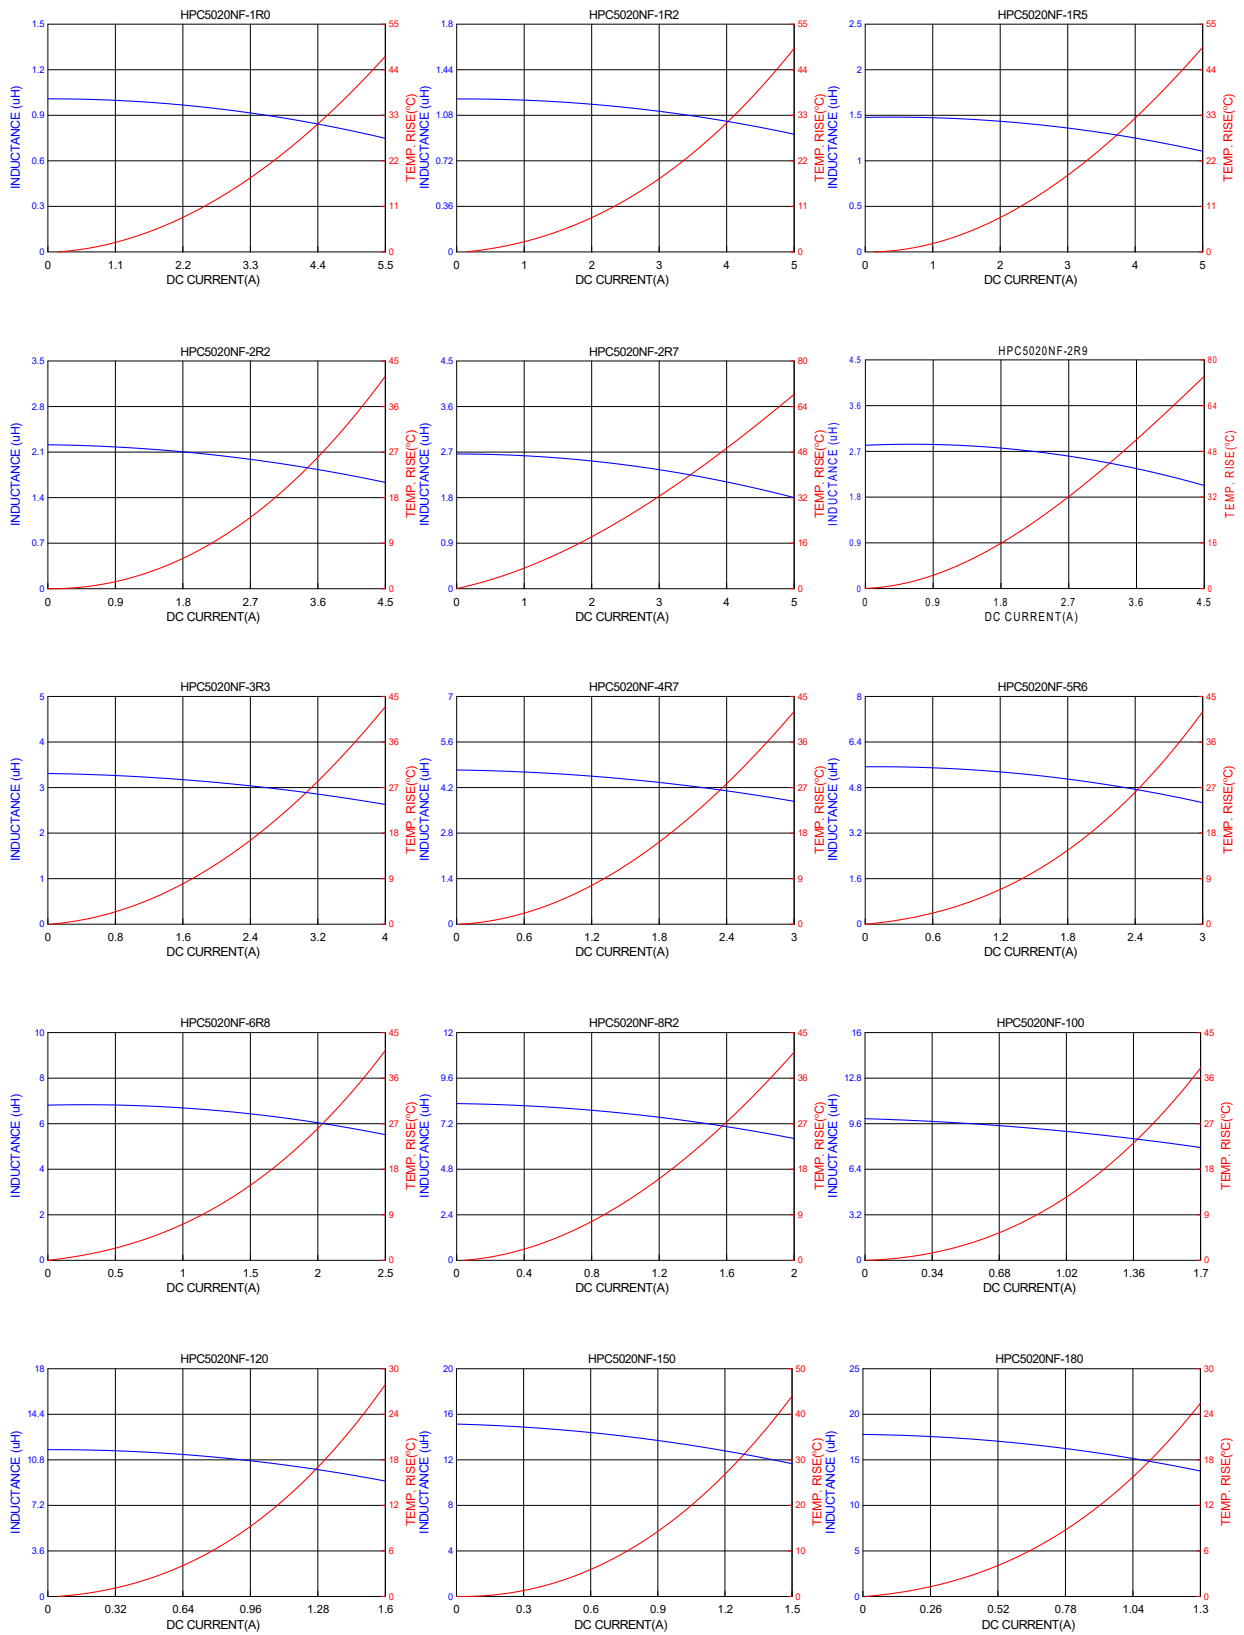 HPC5020NF-1R0
INDUCTANCE (uH)
1.5
1.2
0.9
0.6
0.3
0
55
44
33
22
11
0
TEMP. RISE(°C)
0 1.1 2.2 3.3 4.4 5.5
DC CURRENT(A)
HPC5020NF-1R2
INDUCTANCE (uH)
1.8
1.44
1.08
0.72
0.36
0
55
44
33
22
11
0
TEMP. RISE(°C)
0 1 2 3 4 5
DC CURRENT(A)
HPC5020NF-1R5
INDUCTANCE (uH)
2.5
2
1.5
1
0.5
0
55
44
33
22
11
0
TEMP. RISE(°C)
0 1 2 3 4 5
DC CURRENT(A)
HPC5020NF-2R2
INDUCTANCE (uH)
3.5
2.8
2.1
1.4
0.7
0
45
36
27
18
9
0
TEMP. RISE(°C)
0 0.9 1.8 2.7 3.6 4.5
DC CURRENT(A)
HPC5020NF-2R7
INDUCTANCE (uH)
4.5
3.6
2.7
1.8
0.9
0
80
64
48
32
16
0
TEMP. RISE(°C)
0 1 2 3 4 5
DC CURRENT(A)
HPC5020NF-2R9
INDUCTANCE (uH)
4.5
3.6
2.7
1.8
0.9
0
80
64
48
32
16
0
TEMP. RISE(°C)
0 0.9 1.8 2.7 3.6 4.5
DC CURRENT(A)
HPC5020NF-3R3
INDUCTANCE (uH)
5
4
3
2
1
0
45
36
27
18
9
0
TEMP. RISE(°C)
0 0.8 1.6 2.4 3.2 4
DC CURRENT(A)
HPC5020NF-4R7
INDUCTANCE (uH)
7
5.6
4.2
2.8
1.4
0
45
36
27
18
9
0
TEMP. RISE(°C)
0 0.6 1.2 1.8 2.4 3
DC CURRENT(A)
HPC5020NF-5R6
INDUCTANCE (uH)
8
6.4
4.8
3.2
1.6
0
45
36
27
18
9
0
TEMP. RISE(°C)
0 0.6 1.2 1.8 2.4 3
DC CURRENT(A)
HPC5020NF-6R8
INDUCTANCE (uH)
10
8
6
4
2
0
45
36
27
18
9
0
TEMP. RISE(°C)
0 0.5 1 1.5 2 2.5
DC CURRENT(A)
HPC5020NF-8R2
INDUCTANCE (uH)
12
9.6
7.2
4.8
2.4
0
45
36
27
18
9
0
TEMP. RISE(°C)
0 0.4 0.8 1.2 1.6 2
DC CURRENT(A)
HPC5020NF-100
INDUCTANCE (uH)
16
12.8
9.6
6.4
3.2
0
45
36
27
18
9
0
TEMP. RISE(°C)
0 0.34 0.68 1.02 1.36 1.7
DC CURRENT(A)
HPC5020NF-120
INDUCTANCE (uH)
18
14.4
10.8
7.2
3.6
0
30
24
18
12
6
0
TEMP. RISE(°C)
0 0.32 0.64 0.96 1.28 1.6
DC CURRENT(A)
HPC5020NF-150
INDUCTANCE (uH)
20
16
12
8
4
0
50
40
30
20
10
0
TEMP. RISE(°C)
0 0.3 0.6 0.9 1.2 1.5
DC CURRENT(A)
HPC5020NF-180
INDUCTANCE (uH)
25
20
15
10
5
0
30
24
18
12
6
0
TEMP. RISE(°C)
0 0.26 0.52 0.78 1.04 1.3
DC CURRENT(A)